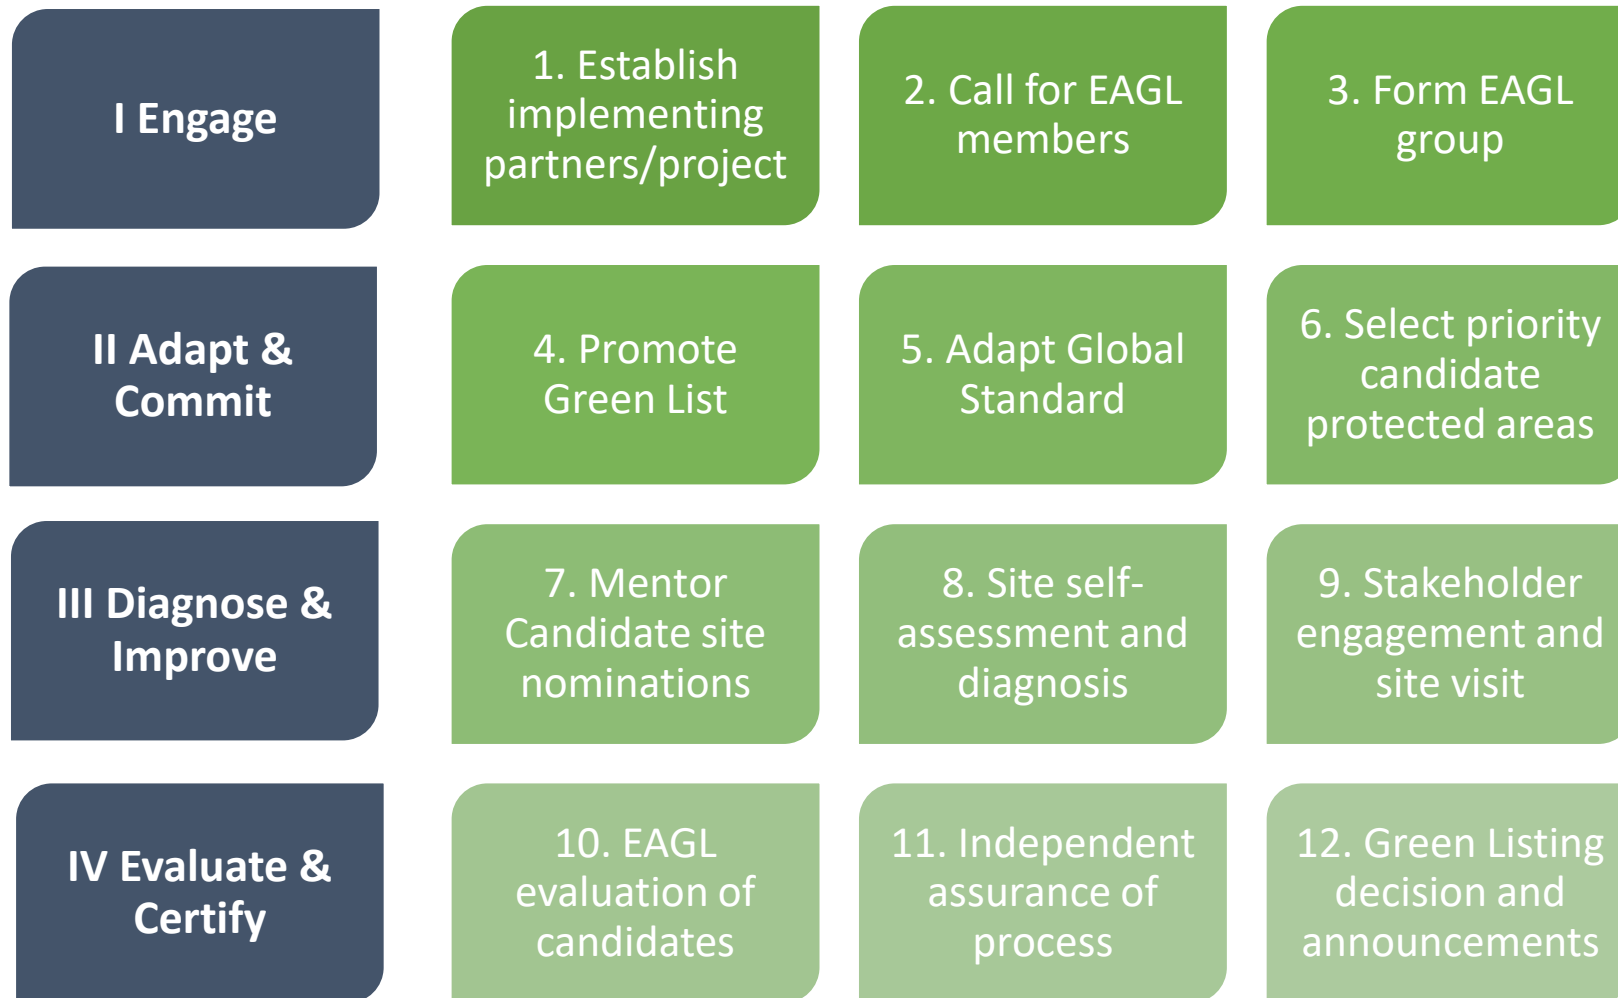 I Engage
1. Establish
implementing
partners/project
2. Call for EAGL
members
3. Form EAGL
group
II Adapt &
Commit
4. Promote
Green List
5. Adapt Global
Standard
6. Select priority
candidate
protected areas
III Diagnose &
Improve
7. Mentor
Candidate site
nominations
8. Site self-
assessment and
diagnosis
9. Stakeholder
engagement and
site visit
IV Evaluate &
Certify
10. EAGL
evaluation of
candidates
11. Independent
assurance of
process
12. Green Listing
decision and
announcements